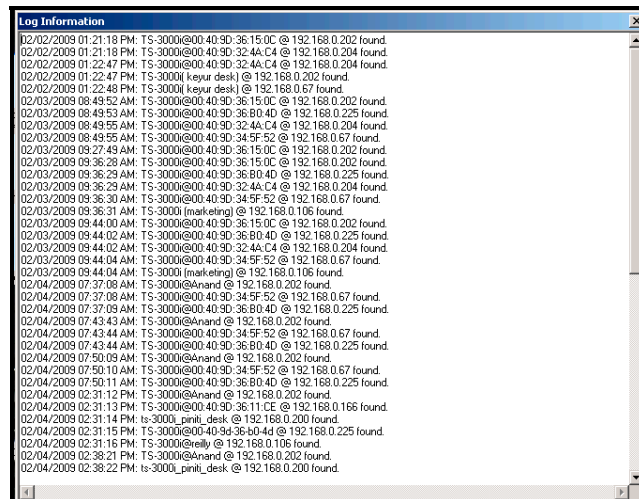 Log Information
02/02/2009 01:21:18 PM: TS-3000i@00:40:9D:36:15:0C @ 192.168.0.202 found.
02/02/2009 01:21:18 PM: TS-3000i@00:40:9D:32:4A:C4 @ 192.168.0.204 found.
02/02/2009 01:22:47 PM: TS-3000i@00:40:9D:32:4A:C4 @ 192.168.0.204 found.
02/02/2009 01:22:47 PM: TS-3000i( keyur desk) @ 192.168.0.202 found.
02/02/2009 01:22:48 PM: TS-3000i( keyur desk) @ 192.168.0.67 found.
02/03/2009 08:49:52 AM: TS-3000i@00:40:9D:36:15:0C @ 192.168.0.202 found.
02/03/2009 08:49:53 AM: TS-3000i@00:40:9D:36:B0:4D @ 192.168.0.225 found.
02/03/2009 08:49:55 AM: TS-3000i@00:40:9D:32:4A:C4 @ 192.168.0.204 found.
02/03/2009 08:49:55 AM: TS-3000i@00:40:9D:34:5F:52 @ 192.168.0.67 found.
02/03/2009 09:27:49 AM: TS-3000i@00:40:9D:36:15:0C @ 192.168.0.202 found.
02/03/2009 09:36:28 AM: TS-3000i@00:40:9D:36:15:0C @ 192.168.0.202 found.
02/03/2009 09:36:29 AM: TS-3000i@00:40:9D:36:B0:4D @ 192.168.0.225 found.
02/03/2009 09:36:29 AM: TS-3000i@00:40:9D:32:4A:C4 @ 192.168.0.204 found.
02/03/2009 09:36:30 AM: TS-3000i@00:40:9D:34:5F:52 @ 192.168.0.67 found.
02/03/2009 09:36:31 AM: TS-3000i (marketing) @ 192.168.0.106 found.
02/03/2009 09:44:00 AM: TS-3000i@00:40:9D:36:15:0C @ 192.168.0.202 found.
02/03/2009 09:44:02 AM: TS-3000i@00:40:9D:36:B0:4D @ 192.168.0.225 found.
02/03/2009 09:44:02 AM: TS-3000i@00:40:9D:32:4A:C4 @ 192.168.0.204 found.
02/03/2009 09:44:04 AM: TS-3000i@00:40:9D:34:5F:52 @ 192.168.0.67 found.
02/03/2009 09:44:04 AM: TS-3000i (marketing) @ 192.168.0.106 found.
02/04/2009 07:37:08 AM: TS-3000i@Anand @ 192.168.0.202 found.
02/04/2009 07:37:08 AM: TS-3000i@00:40:9D:34:5F:52 @ 192.168.0.67 found.
02/04/2009 07:37:09 AM: TS-3000i@00:40:9D:36:B0:4D @ 192.168.0.225 found.
02/04/2009 07:43:43 AM: TS-3000i@Anand @ 192.168.0.202 found.
02/04/2009 07:43:44 AM: TS-3000i@00:40:9D:34:5F:52 @ 192.168.0.67 found.
02/04/2009 07:43:44 AM: TS-3000i@00:40:9D:36:B0:4D @ 192.168.0.225 found.
02/04/2009 07:50:09 AM: TS-3000i@Anand @ 192.168.0.202 found.
02/04/2009 07:50:10 AM: TS-3000i@00:40:9D:34:5F:52 @ 192.168.0.67 found.
02/04/2009 07:50:11 AM: TS-3000i@00:40:9D:36:B0:4D @ 192.168.0.225 found.
02/04/2009 02:31:12 PM: TS-3000i@Anand @ 192.168.0.202 found.
02/04/2009 02:31:13 PM: TS-3000i@00:40:9D:36:11:CE @ 192.168.0.166 found.
02/04/2009 02:31:14 PM: ts-3000i_piniti_desk @ 192.168.0.200 found.
02/04/2009 02:31:15 PM: TS-3000i@00-40-9d-36-b0-4d @ 192.168.0.225 found.
02/04/2009 02:31:16 PM: TS-3000i@reilly @ 192.168.0.106 found.
02/04/2009 02:38:21 PM: TS-3000i@Anand @ 192.168.0.202 found.
02/04/2009 02:38:22 PM: ts-3000i_piniti_desk @ 192.168.0.200 found.